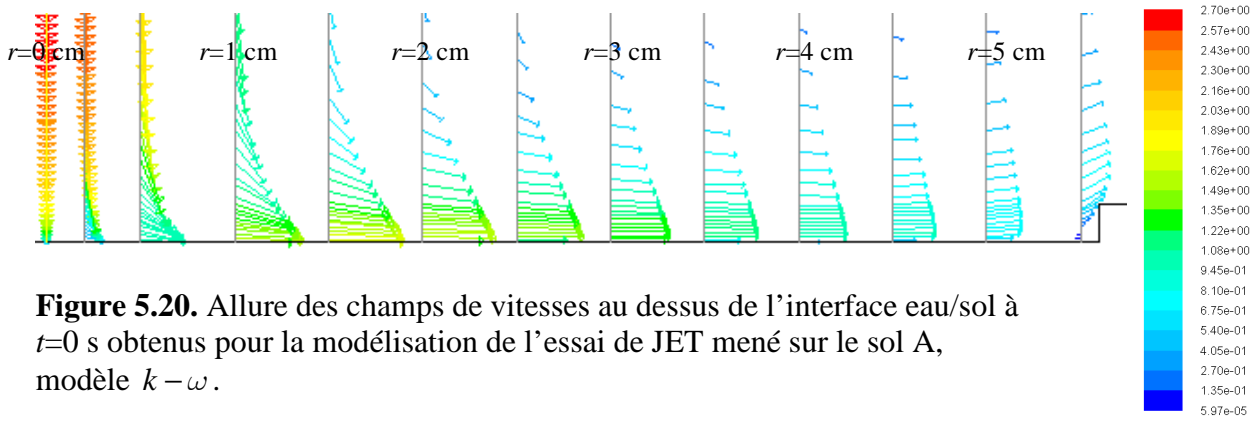 r=0 cm
r=1 cm
r=2 cm
r=3 cm
r=4 cm
r=5 cm
2.70e+00
2.57e+00
2.43e+00
2.30e+00
2.16e+00
2.03e+00
1.89e+00
1.76e+00
1.62e+00
1.49e+00
1.35e+00
1.22e+00
1.08e+00
9.45e-01
8.10e-01
6.75e-01
5.40e-01
4.05e-01
2.70e-01
1.35e-01
5.97e-05
Figure 5.20. Allure des champs de vitesses au dessus de l'interface eau/sol à
t=0 s obtenus pour la modélisation de l'essai de JET mené sur le sol A,
modèle k − ω.